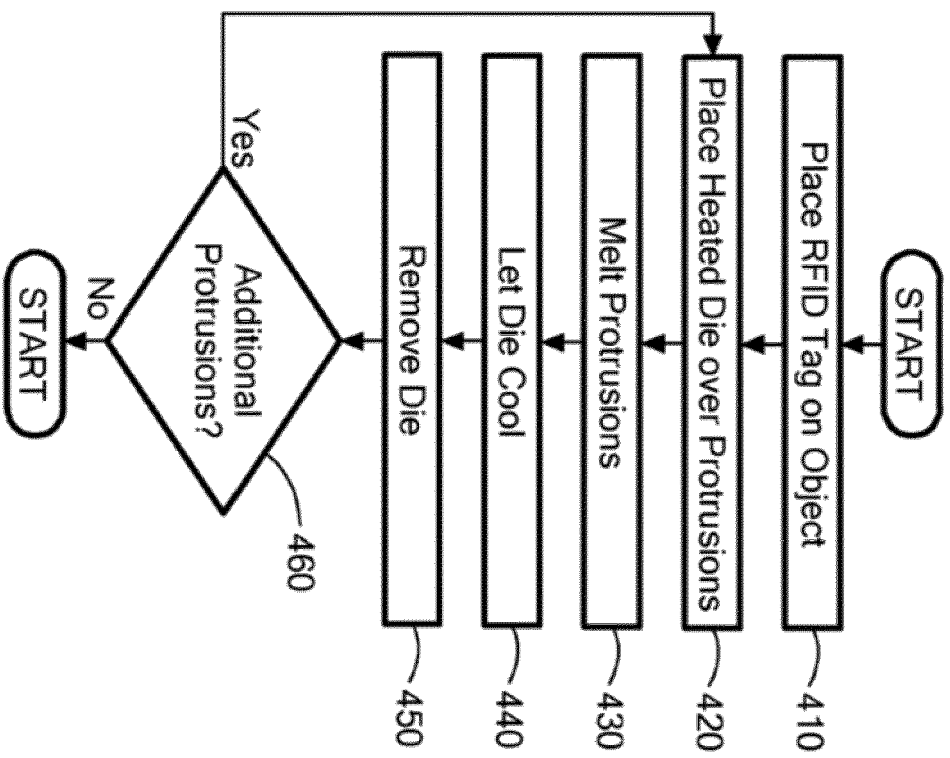 START
Place RFID Tag on Object
410
Place Heated Die over Protrusions
420
Melt Protrusions
430
Let Die Cool
440
Remove Die
450
Additional
Protrusions?
460
Yes
No
START